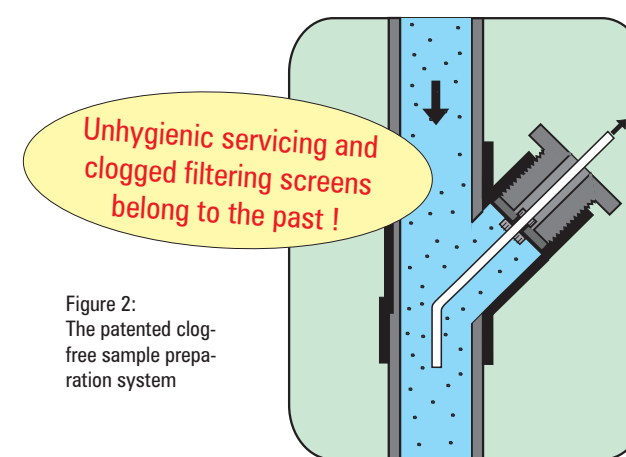 Unhygienic servicing and
clogged filtering screens
belong to the past !
Figure 2:
The patented clog-
free sample prepa-
ration system